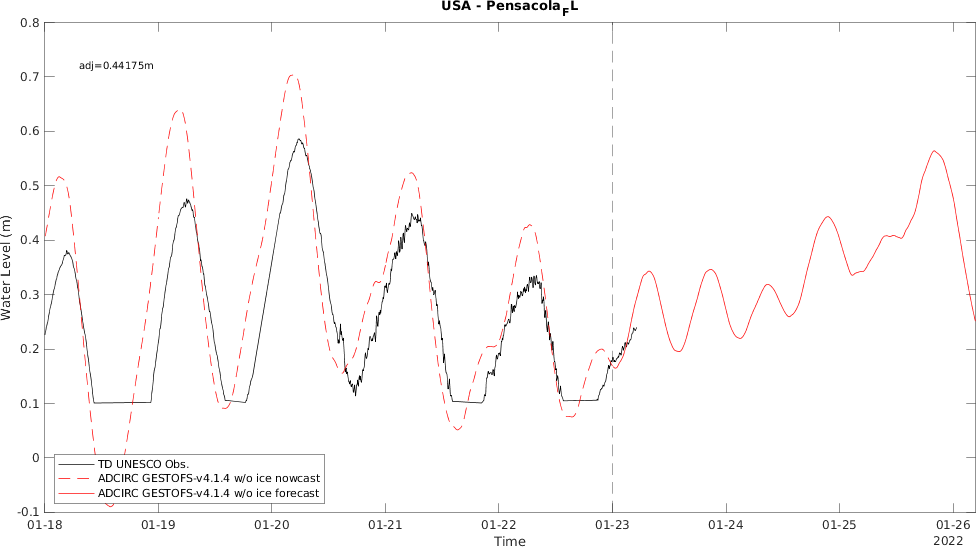 USA - Pensacola_FL
0.8
0.7
adj=0.44175m
0.6
0.5
0.4
0.3
0.2
0.1
0
-0.1
Water Level (m)
TD UNESCO Obs.
ADCIRC GESTOFS-v4.1.4 w/o ice nowcast
ADCIRC GESTOFS-v4.1.4 w/o ice forecast
01-18 01-19 01-20 01-21 01-22 01-23 01-24 01-25 01-26
Time 2022